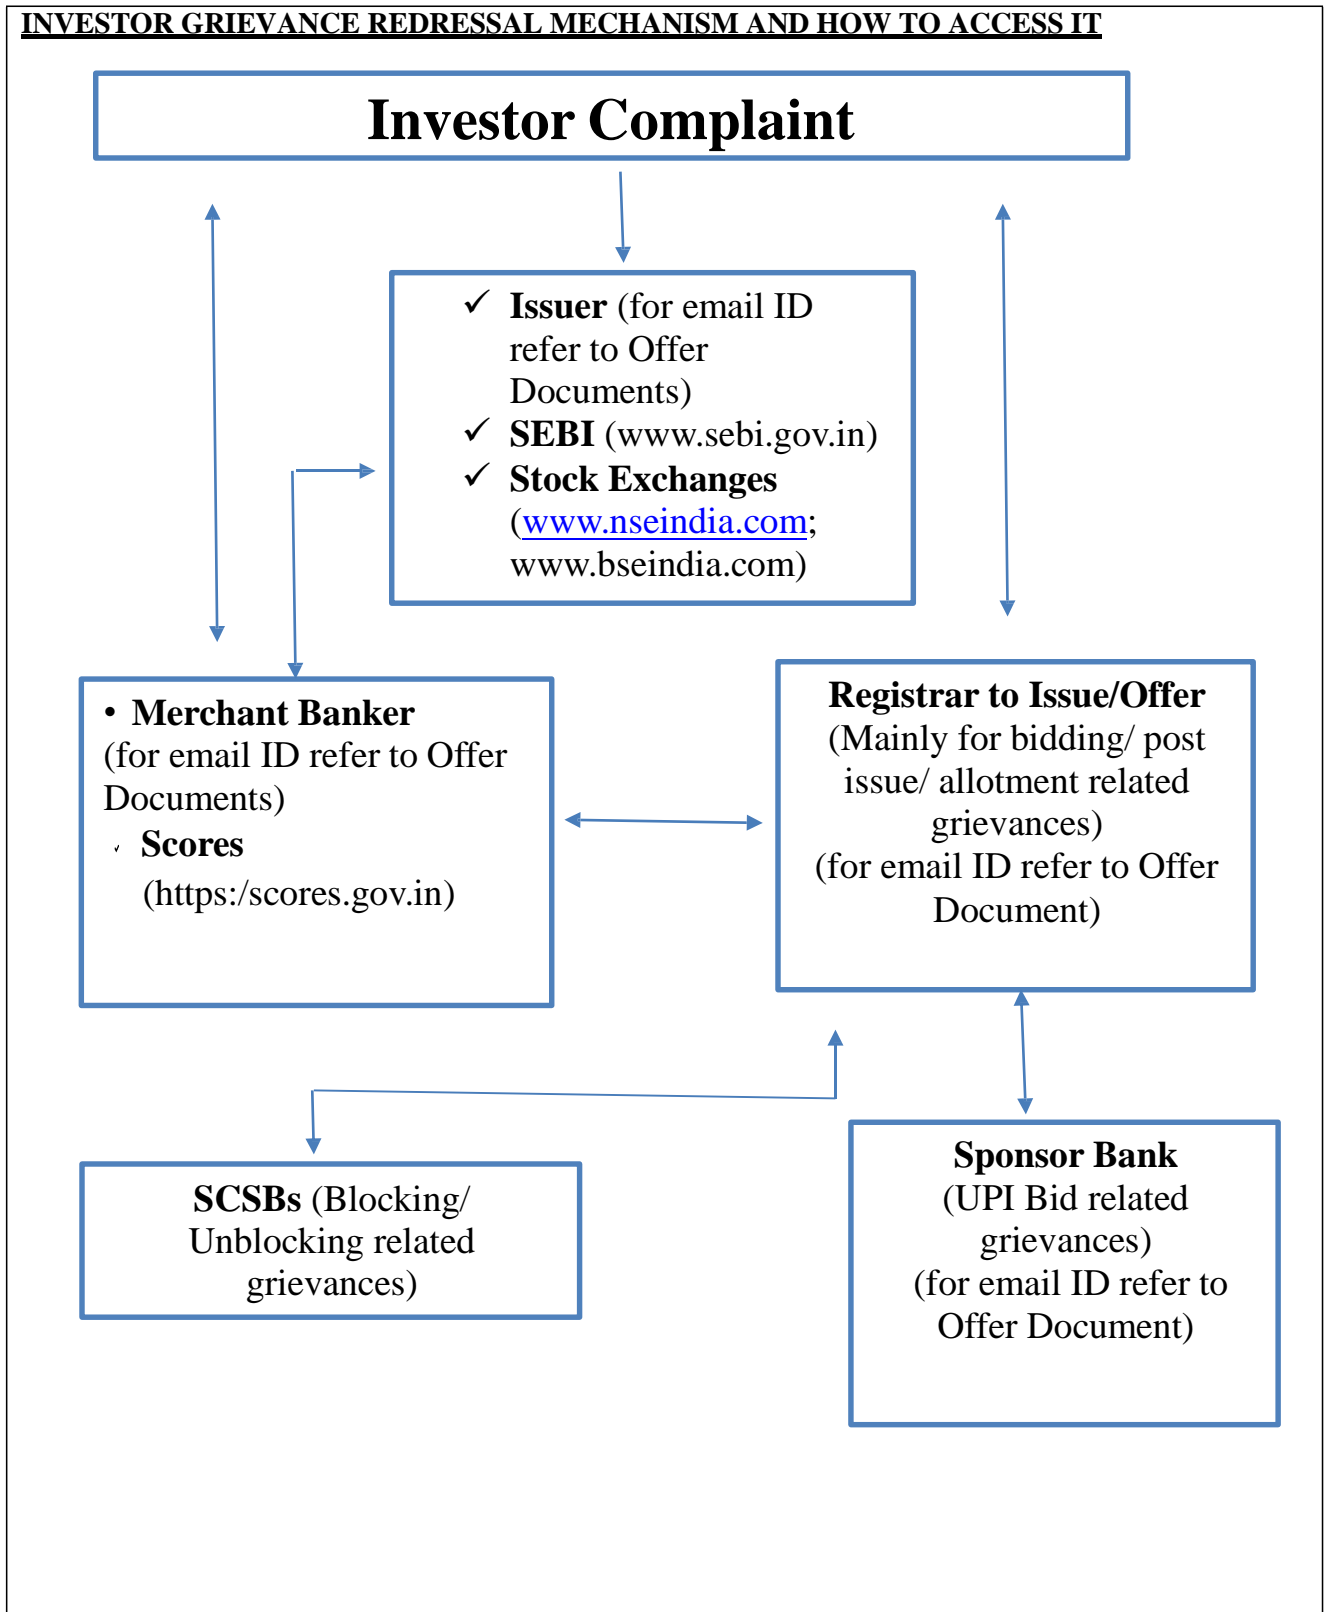 INVESTOR GRIEVANCE REDRESSAL MECHANISM AND HOW TO ACCESS IT
Investor Complaint
✓ Issuer (for email ID
refer to Offer
Documents)
✓ SEBI (www.sebi.gov.in)
✓ Stock Exchanges
(www.nseindia.com;
www.bseindia.com)
• Merchant Banker
(for email ID refer to Offer
Documents)
✓ Scores
(https:/scores.gov.in)
Registrar to Issue/Offer
(Mainly for bidding/ post
issue/ allotment related
grievances)
(for email ID refer to Offer
Document)
SCSBs (Blocking/
Unblocking related
grievances)
Sponsor Bank
(UPI Bid related
grievances)
(for email ID refer to
Offer Document)